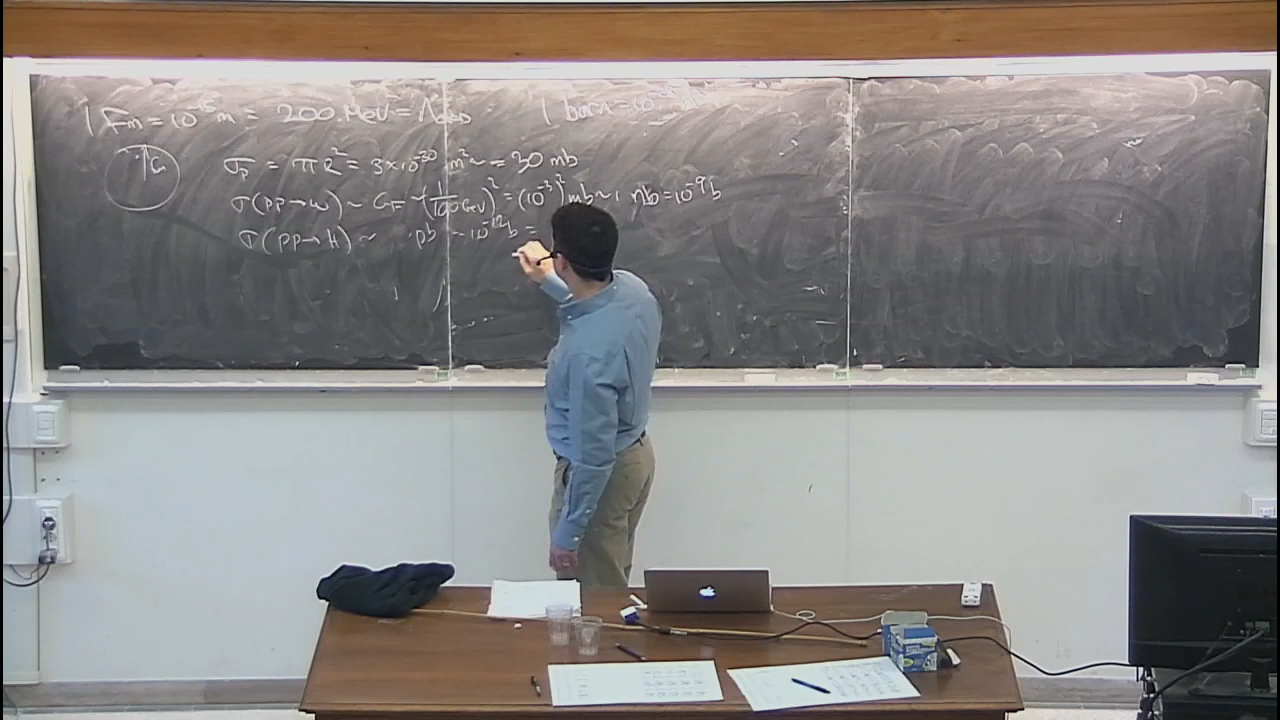 1 Fm = 10^-15 m = 200 MeV = Λ_QCD
1 barn = 10^-28
σ_p = π R² = 3×10^-30 m² ~ = 30 mb
σ(pp→W) ~ G_F ~ (1/100 GeV)² = (10^-3)² mb ~ 1 nb = 10^-9 b
σ(pp→H) ~ pb ~ 10^-12 b =